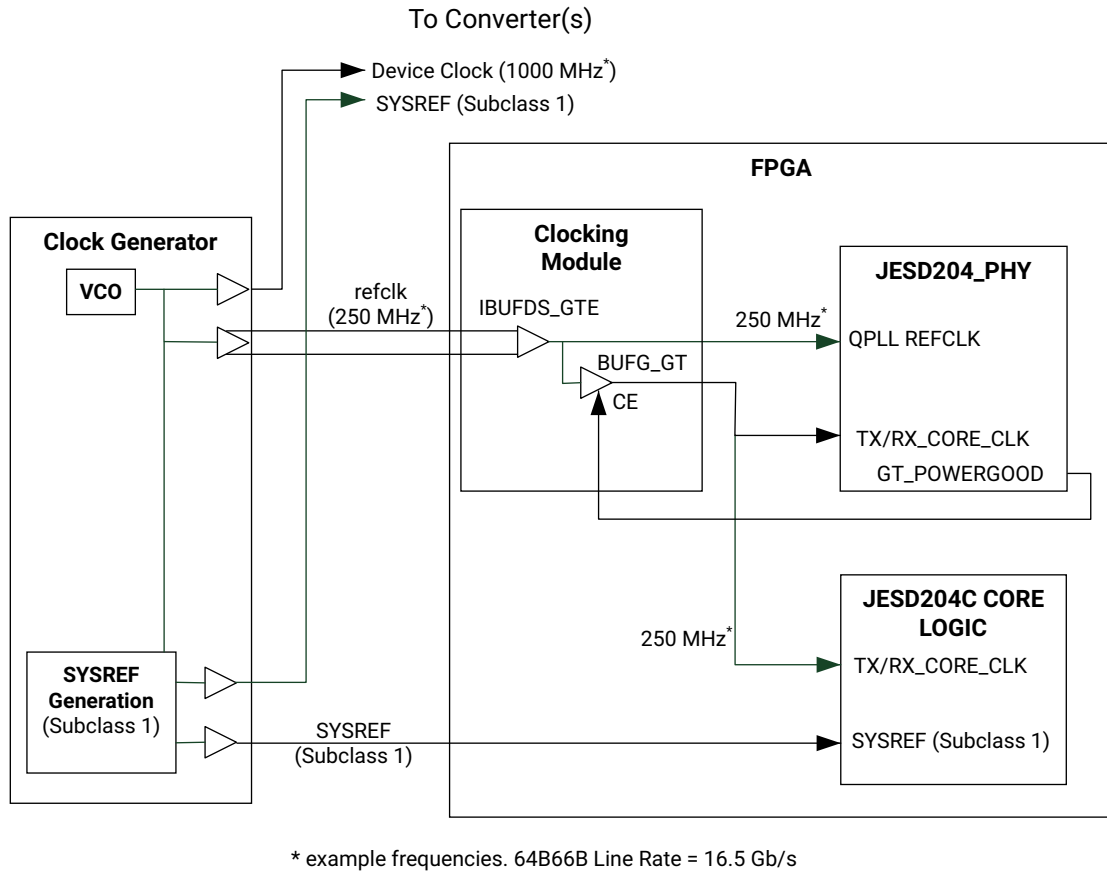 To Converter(s)
Device Clock (1000 MHz*)
SYSREF (Subclass 1)
FPGA
Clock Generator
VCO
refclk
(250 MHz*)
Clocking
Module
IBUFDS_GTE
BUFG_GT
CE
250 MHz*
JESD204_PHY
QPLL REFCLK
TX/RX_CORE_CLK
GT_POWERGOOD
SYSREF
Generation
(Subclass 1)
SYSREF
(Subclass 1)
250 MHz*
JESD204C CORE
LOGIC
TX/RX_CORE_CLK
SYSREF (Subclass 1)
* example frequencies. 64B66B Line Rate = 16.5 Gb/s